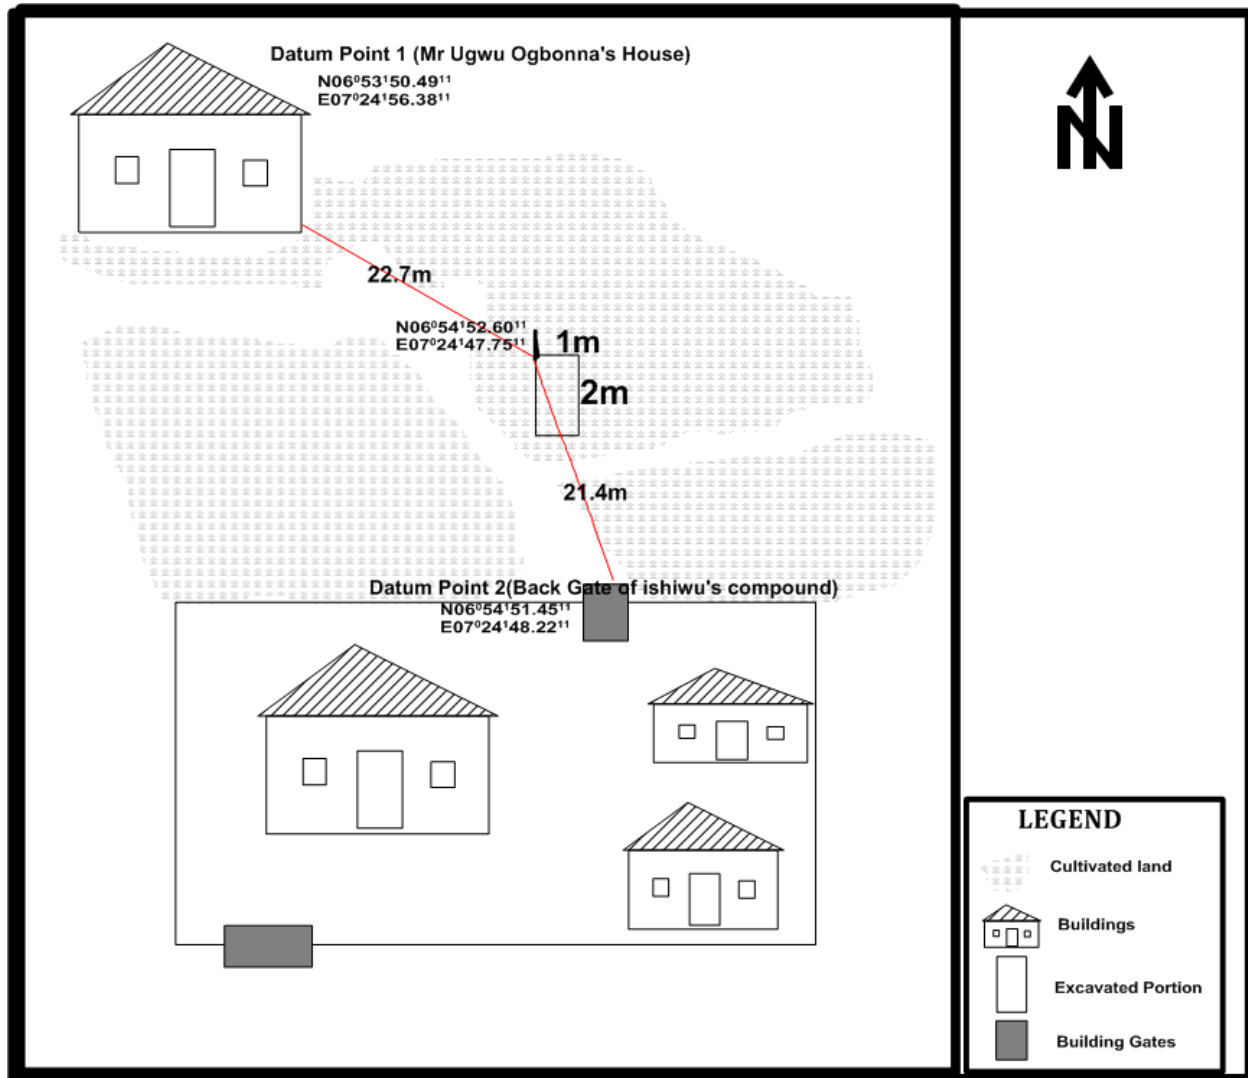 Datum Point 1 (Mr Ugwu Ogbonna's House)
N06⁰53¹50.49¹¹
E07⁰24¹56.38¹¹
N
22.7m
N06⁰54¹52.60¹¹
E07⁰24¹47.75¹¹
1m
2m
21.4m
Datum Point 2(Back Gate of ishiwu's compound)
N06⁰54¹51.45¹¹
E07⁰24¹48.22¹¹
LEGEND
Cultivated land
Buildings
Excavated Portion
Building Gates